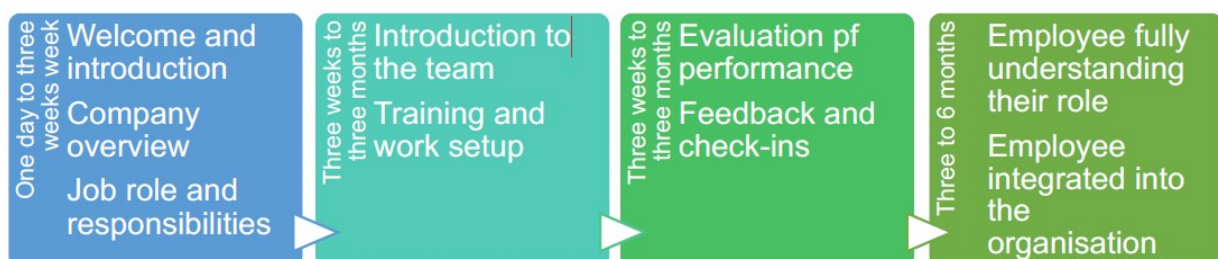 One day to three
weeks week
Welcome and
introduction
Company
overview
Job role and
responsibilities
Three weeks to
three months
Introduction to
the team
Training and
work setup
Three weeks to
three months
Evaluation pf
performance
Feedback and
check-ins
Three to 6 months
Employee fully
understanding
their role
Employee
integrated into
the
organisation